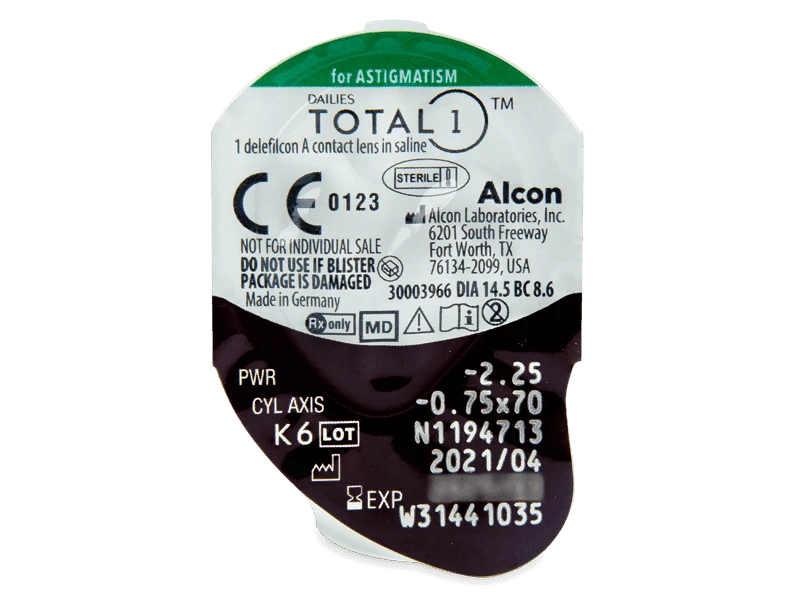 for ASTIGMATISM
DAILIES
TOTAL 1 ™
1 delefilcon A contact lens in saline
STERILE
CE 0123
Alcon
Alcon Laboratories, Inc.
6201 South Freeway
Fort Worth, TX
76134-2099, USA
NOT FOR INDIVIDUAL SALE
DO NOT USE IF BLISTER
PACKAGE IS DAMAGED
Made in Germany
30003966 DIA 14.5 BC 8.6
Rx only MD
PWR -2.25
CYL AXIS -0.75x70
K6 LOT N1194713
2021/04
EXP
W31441035